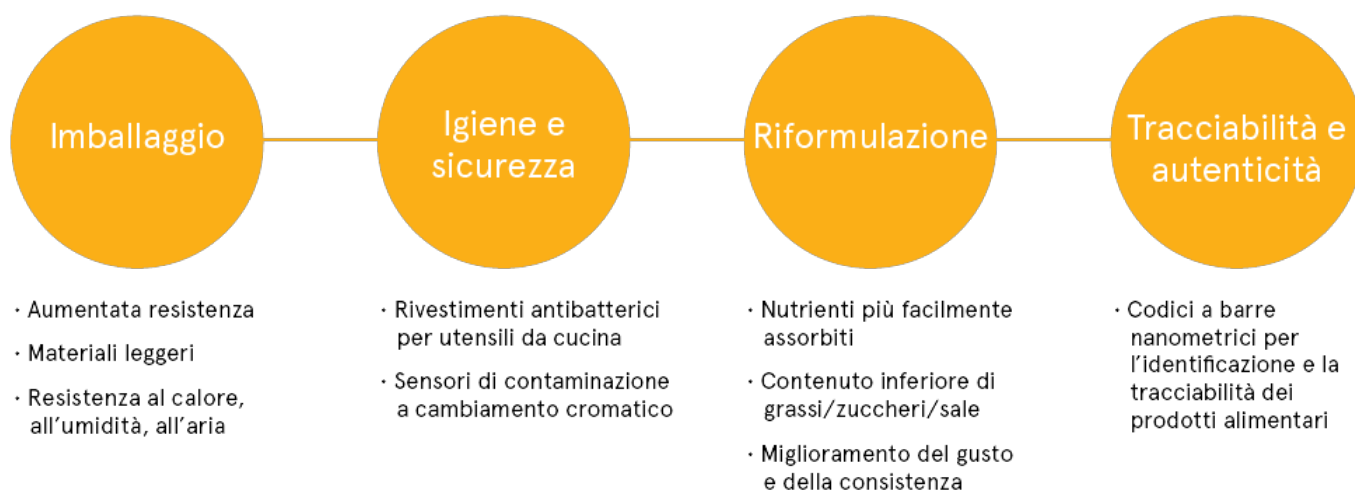 Imballaggio
· Aumentata resistenza
· Materiali leggeri
· Resistenza al calore,
all'umidità, all'aria
Igiene e
sicurezza
· Rivestimenti antibatterici
per utensili da cucina
· Sensori di contaminazione
a cambiamento cromatico
Riformulazione
· Nutrienti più facilmente
assorbiti
· Contenuto inferiore di
grassi/zuccheri/sale
· Miglioramento del gusto
e della consistenza
Tracciabilità e
autenticità
· Codici a barre
nanometrici per
l'identificazione e la
tracciabilità dei
prodotti alimentari